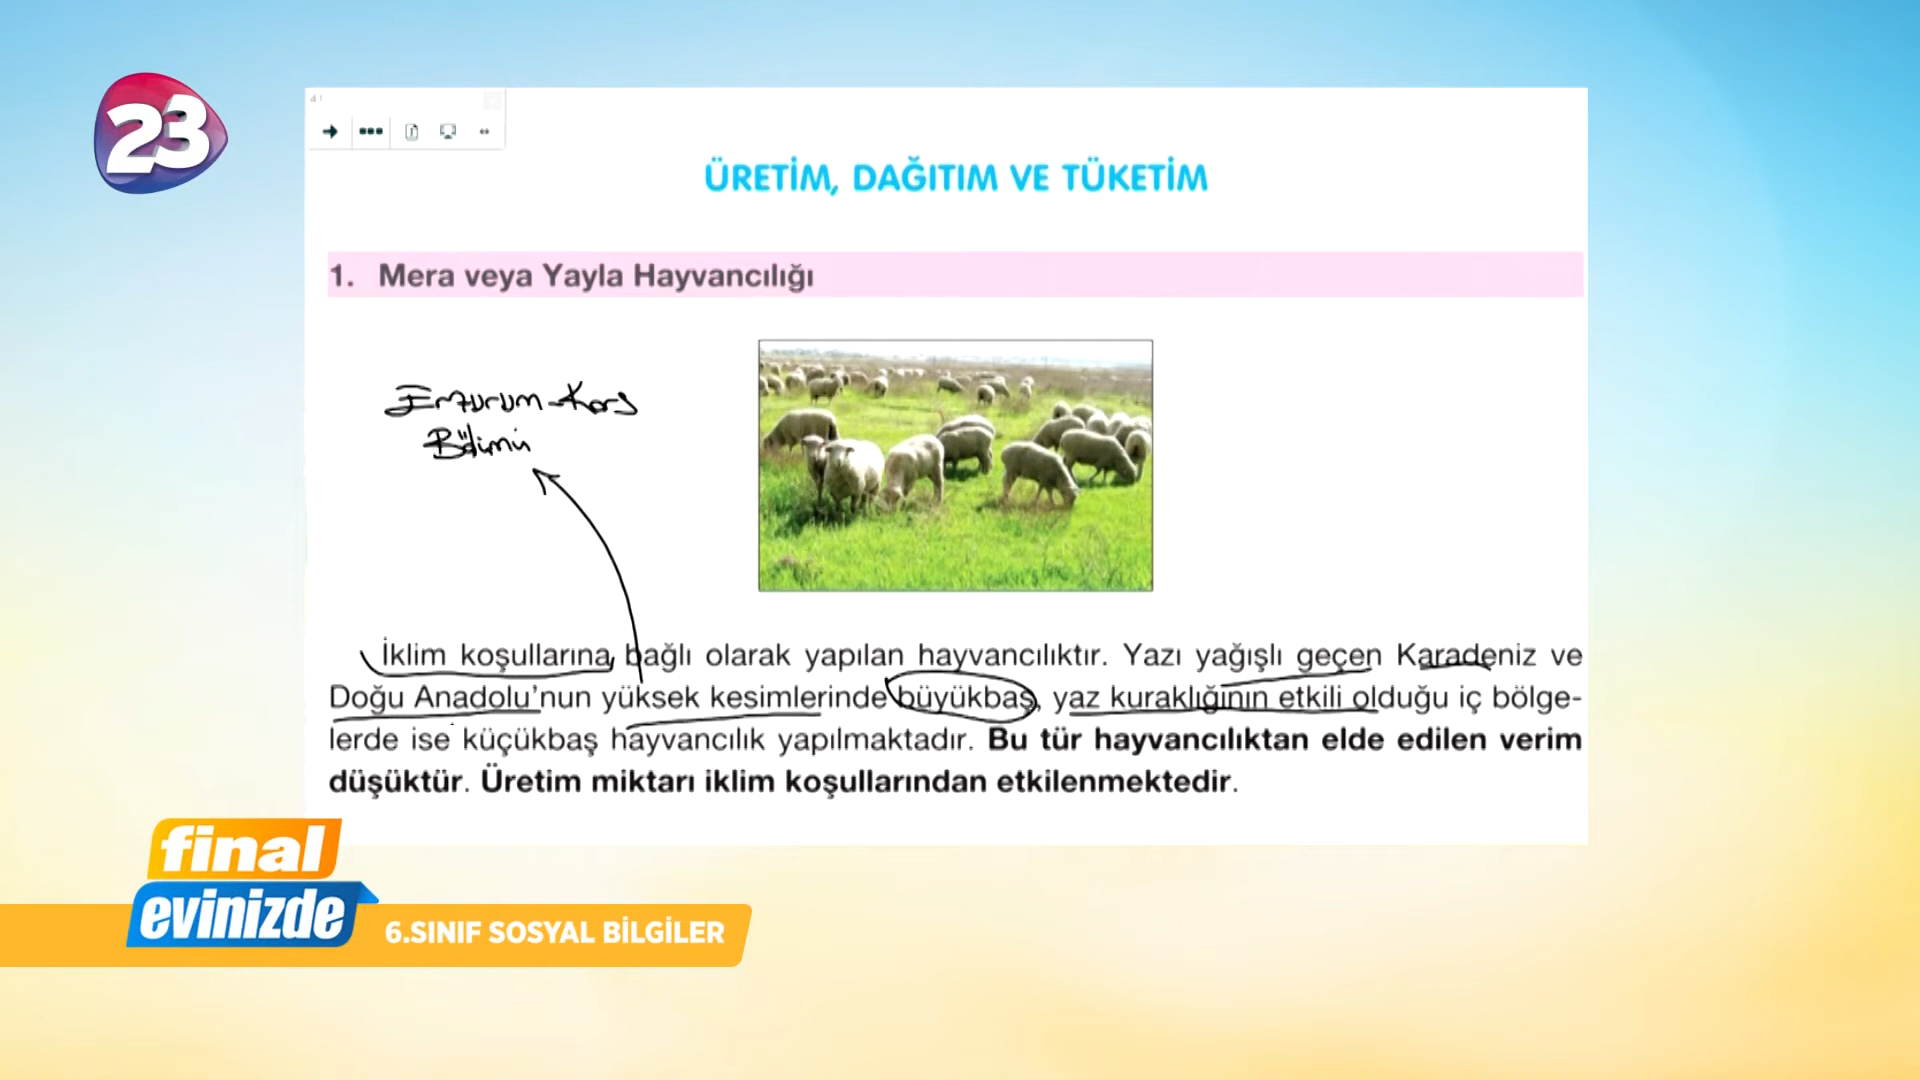 23
ÜRETİM, DAĞITIM VE TÜKETİM
1. Mera veya Yayla Hayvancılığı
Erzurum-Kars
Bölümü
İklim koşullarına bağlı olarak yapılan hayvancılıktır. Yazı yağışlı geçen Karadeniz ve
Doğu Anadolu'nun yüksek kesimlerinde büyükbaş, yaz kuraklığının etkili olduğu iç bölge-
lerde ise küçükbaş hayvancılık yapılmaktadır. Bu tür hayvancılıktan elde edilen verim
düşüktür. Üretim miktarı iklim koşullarından etkilenmektedir.
final
evinizde
6.SINIF SOSYAL BİLGİLER